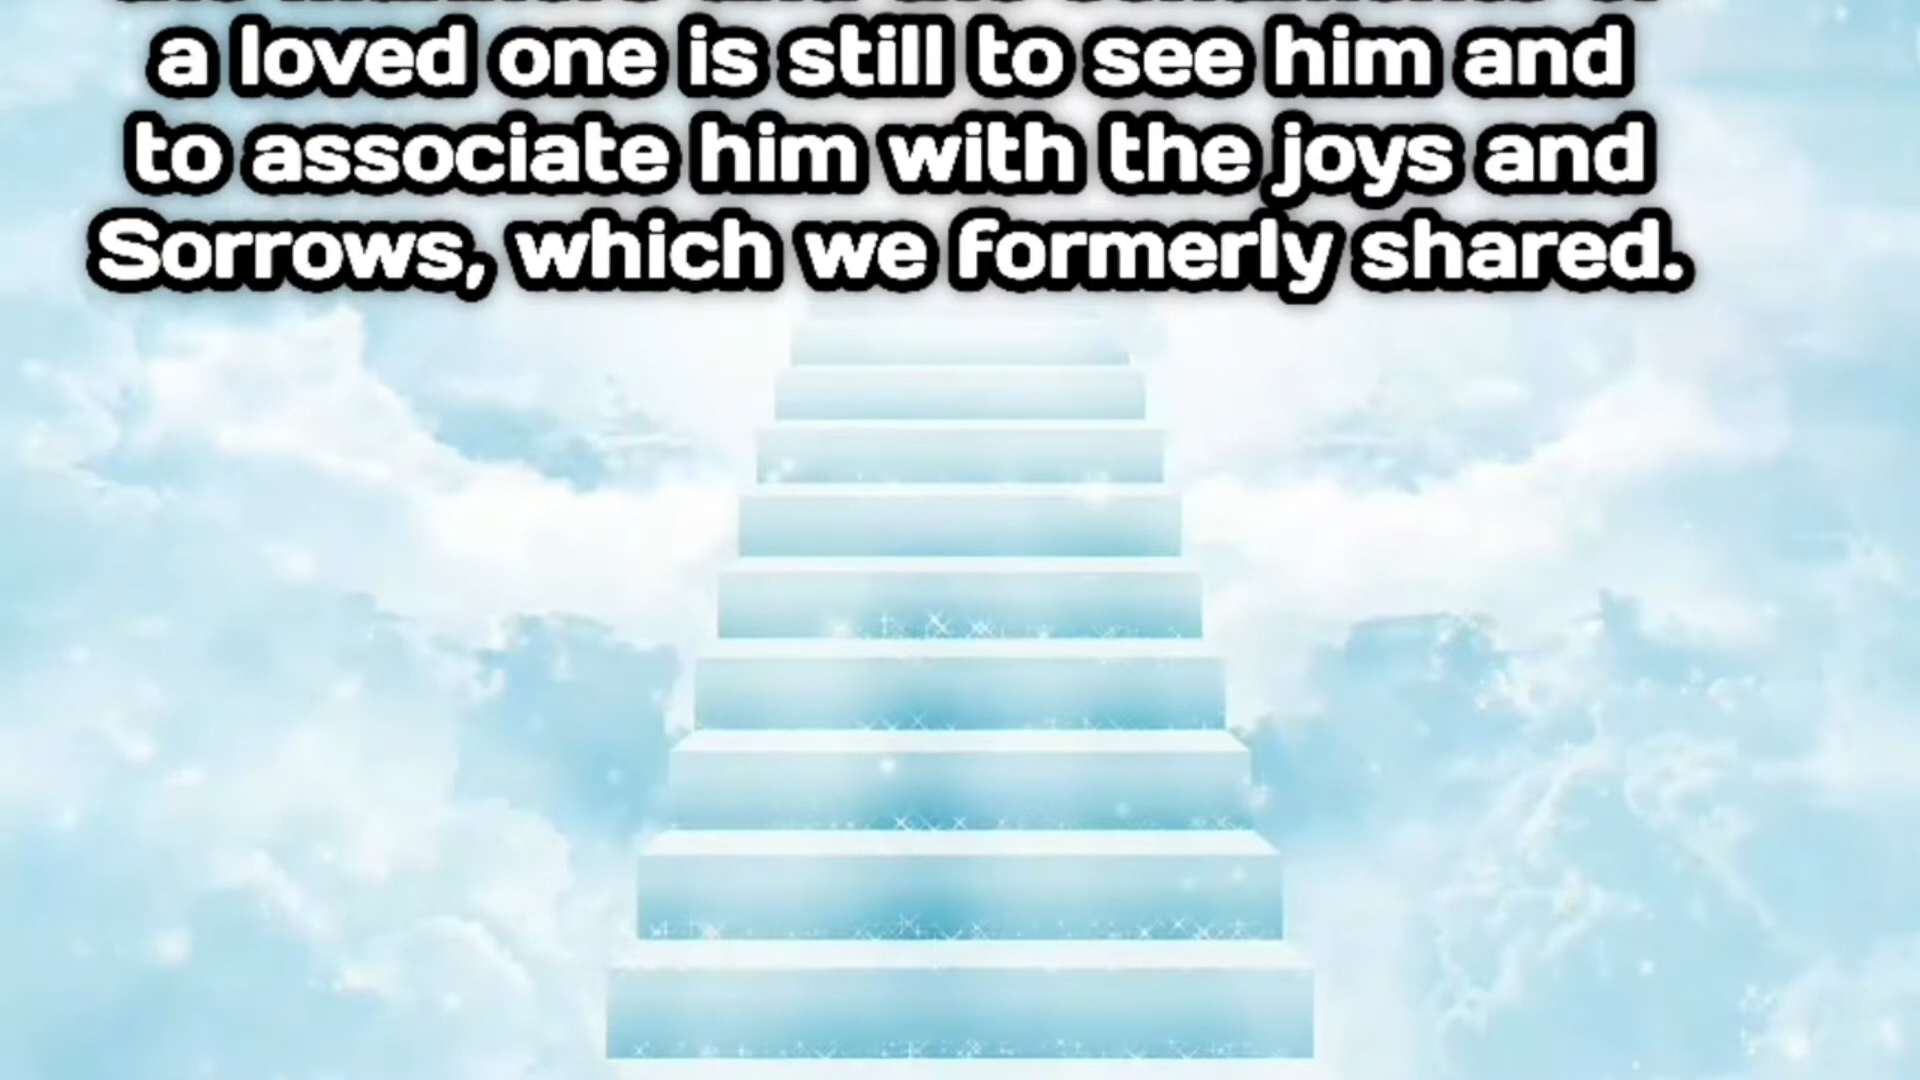 a loved one is still to see him and
to associate him with the joys and
Sorrows, which we formerly shared.